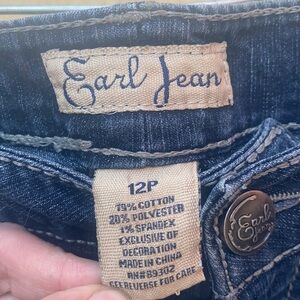 Earl Jean
12P
79% COTTON
20% POLYESTER
1% SPANDEX
EXCLUSIVE OF
DECORATION
MADE IN CHINA
RN#89302
SEE REVERSE FOR CARE
Earl
Jean